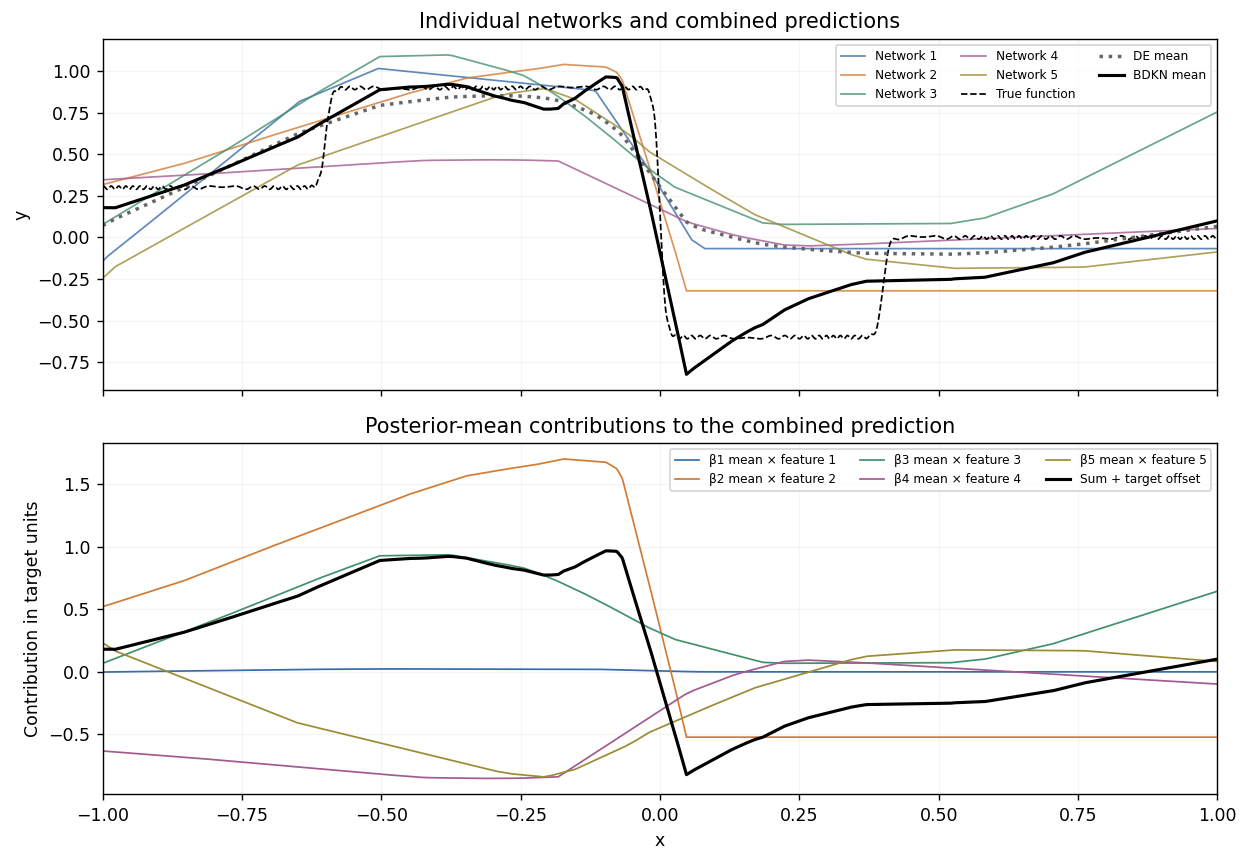 Individual networks and combined predictions
Network 1
Network 2
Network 3
Network 4
Network 5
True function
DE mean
BDKN mean
1.00
0.75
0.50
0.25
0.00
−0.25
−0.50
−0.75
y
Posterior-mean contributions to the combined prediction
β1 mean × feature 1
β2 mean × feature 2
β3 mean × feature 3
β4 mean × feature 4
β5 mean × feature 5
Sum + target offset
1.5
1.0
0.5
0.0
−0.5
Contribution in target units
−1.00 −0.75 −0.50 −0.25 0.00 0.25 0.50 0.75 1.00
x